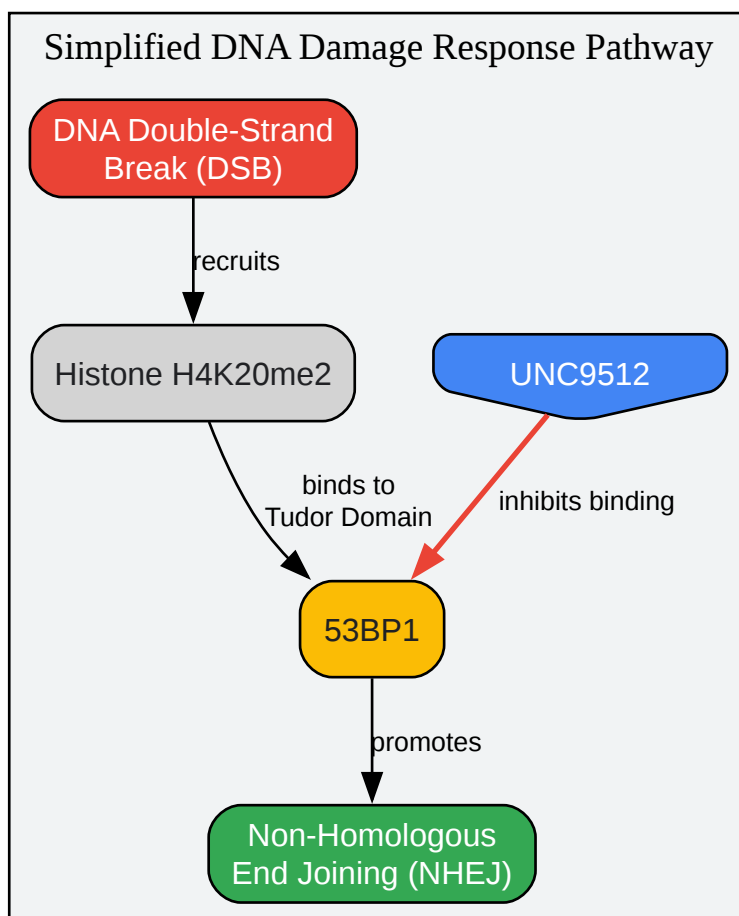 Simplified DNA Damage Response Pathway
DNA Double-Strand
Break (DSB)
recruits
Histone H4K20me2
UNC9512
binds to
Tudor Domain
inhibits binding
53BP1
promotes
Non-Homologous
End Joining (NHEJ)